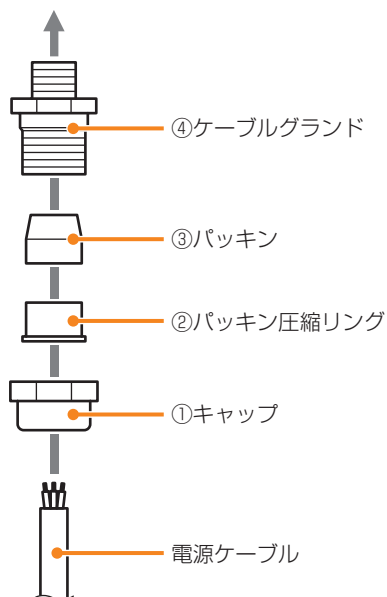 ④ケーブルグランド
③パッキン
②パッキン圧縮リング
①キャップ
電源ケーブル